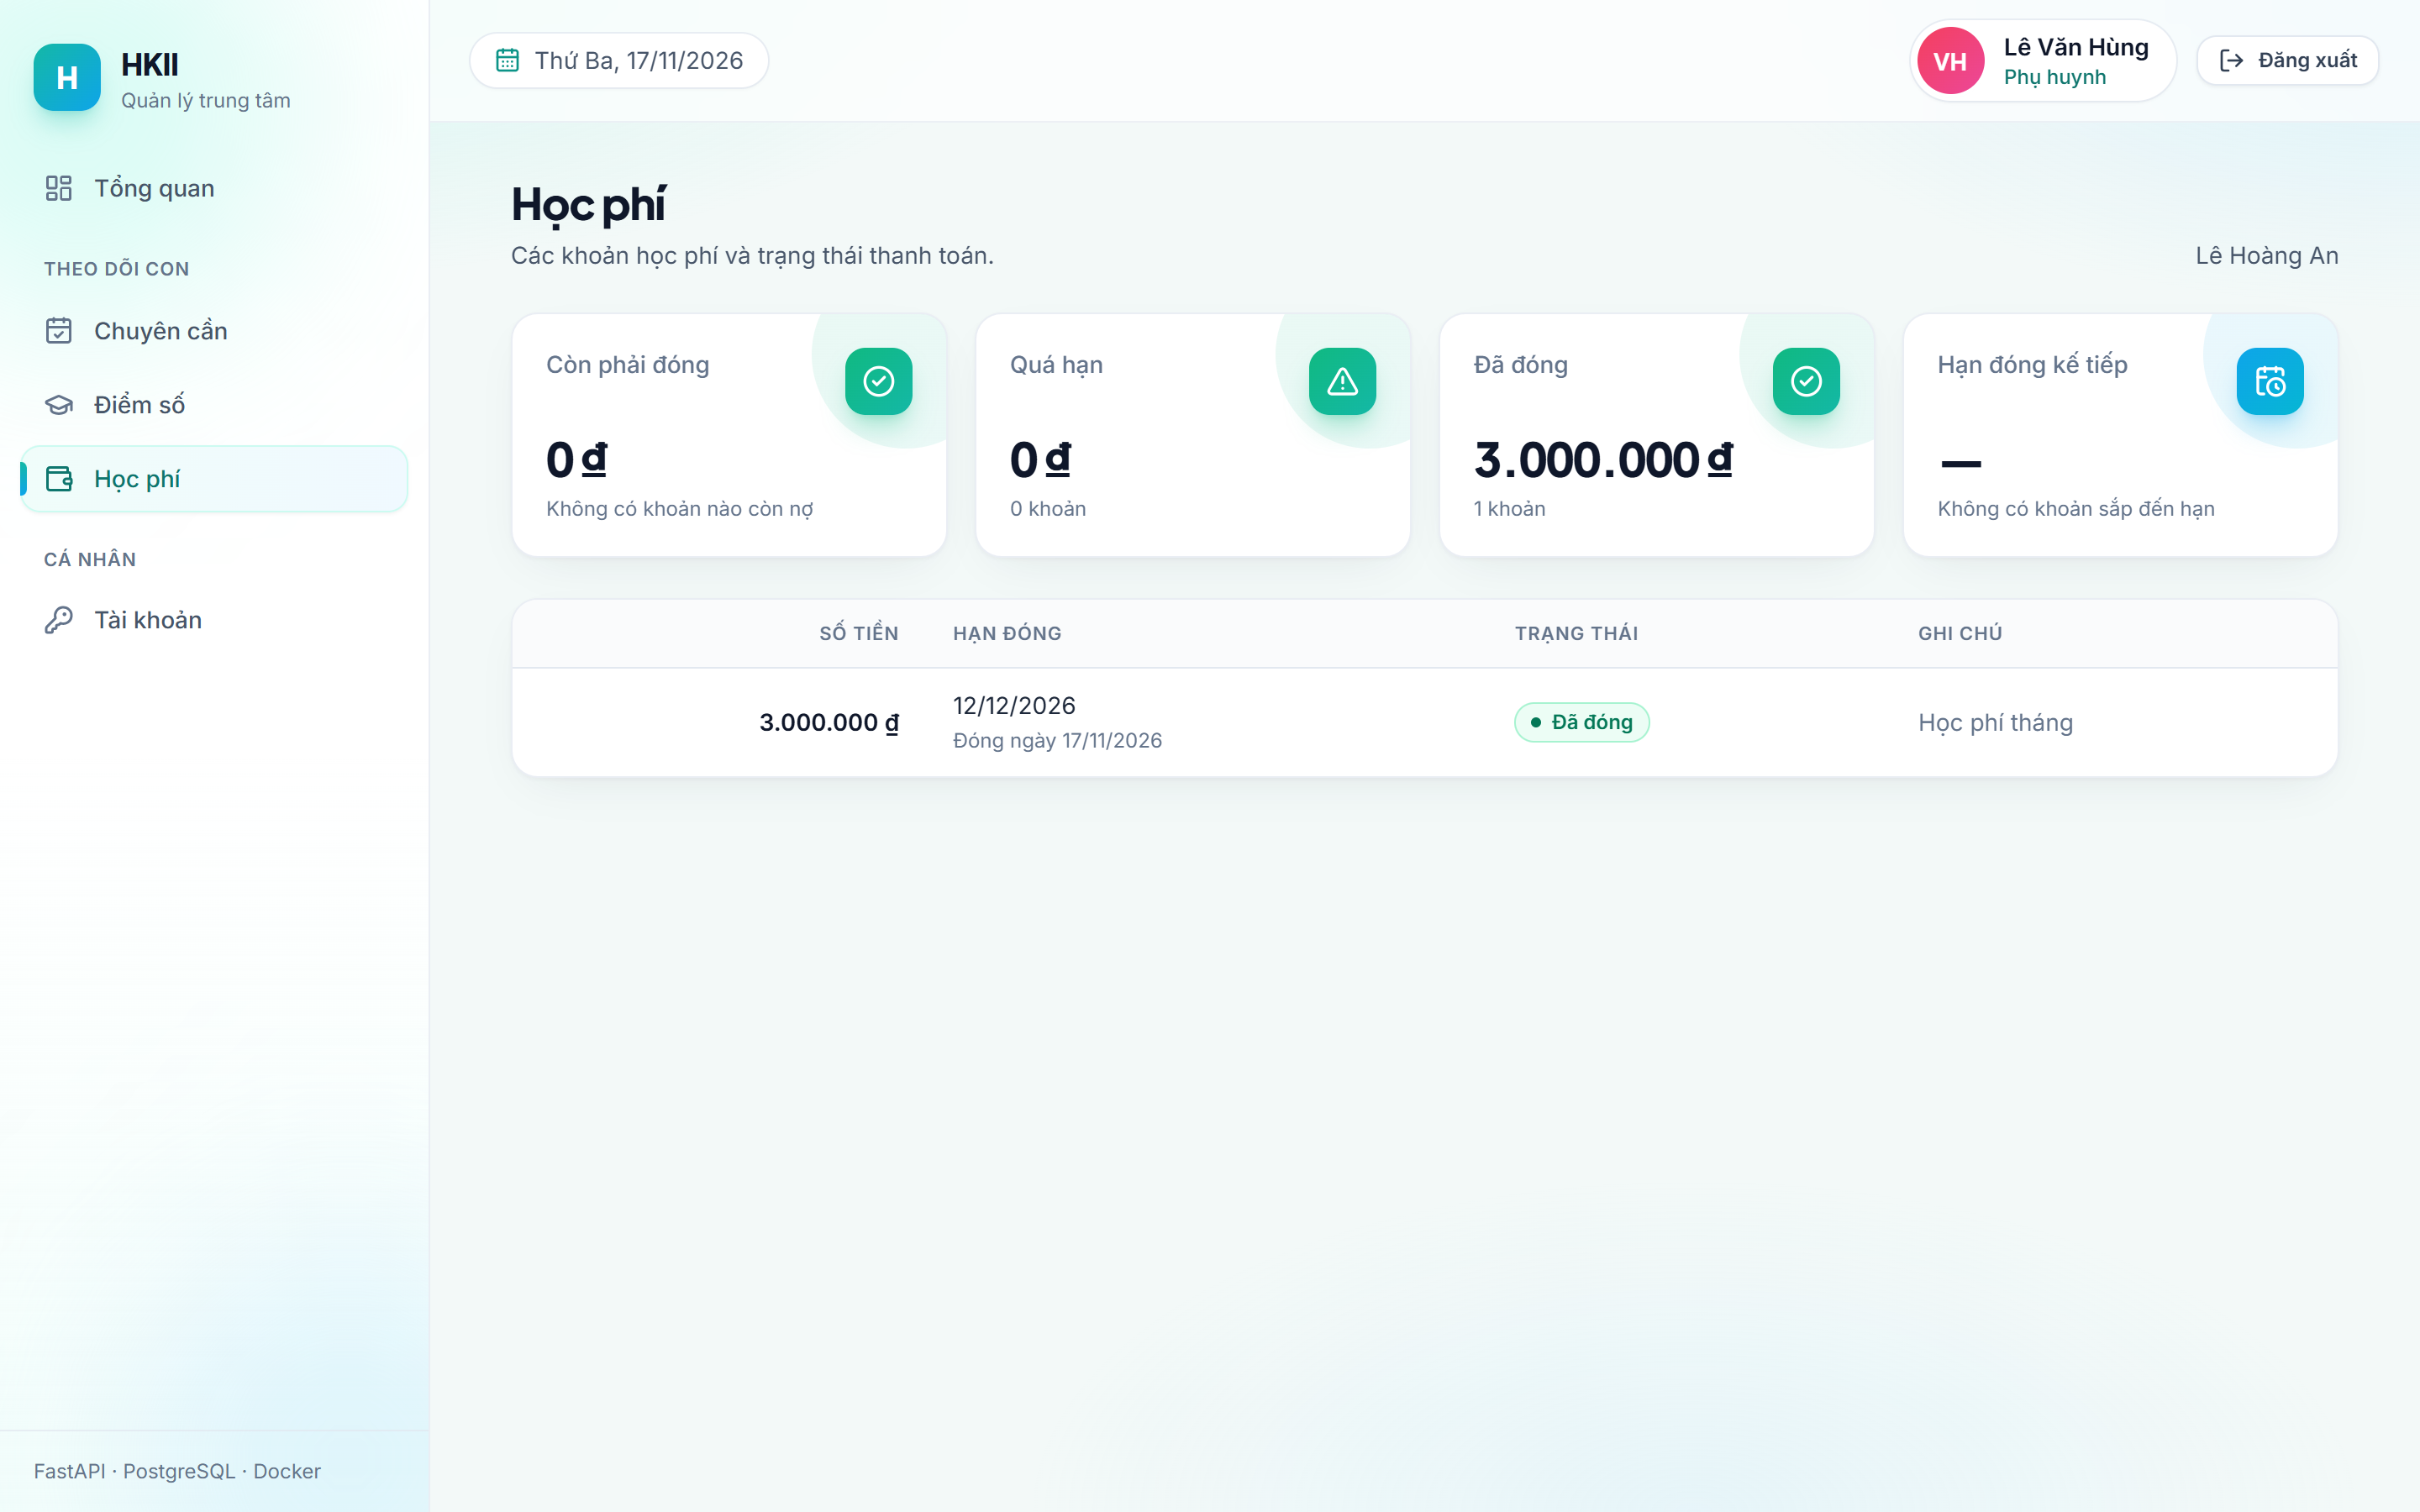 H
HKII
Quản lý trung tâm
Tổng quan
THEO DÕI CON
Chuyên cần
Điểm số
Học phí
CÁ NHÂN
Tài khoản
FastAPI · PostgreSQL · Docker
Thứ Ba, 17/11/2026
VH
Lê Văn Hùng
Phụ huynh
Đăng xuất
Học phí
Các khoản học phí và trạng thái thanh toán.
Lê Hoàng An
Còn phải đóng
0 ₫
Không có khoản nào còn nợ
Quá hạn
0 ₫
0 khoản
Đã đóng
3.000.000 ₫
1 khoản
Hạn đóng kế tiếp
—
Không có khoản sắp đến hạn
SỐ TIỀN HẠN ĐÓNG TRẠNG THÁI GHI CHÚ
3.000.000 ₫ 12/12/2026 Đã đóng Học phí tháng
Đóng ngày 17/11/2026